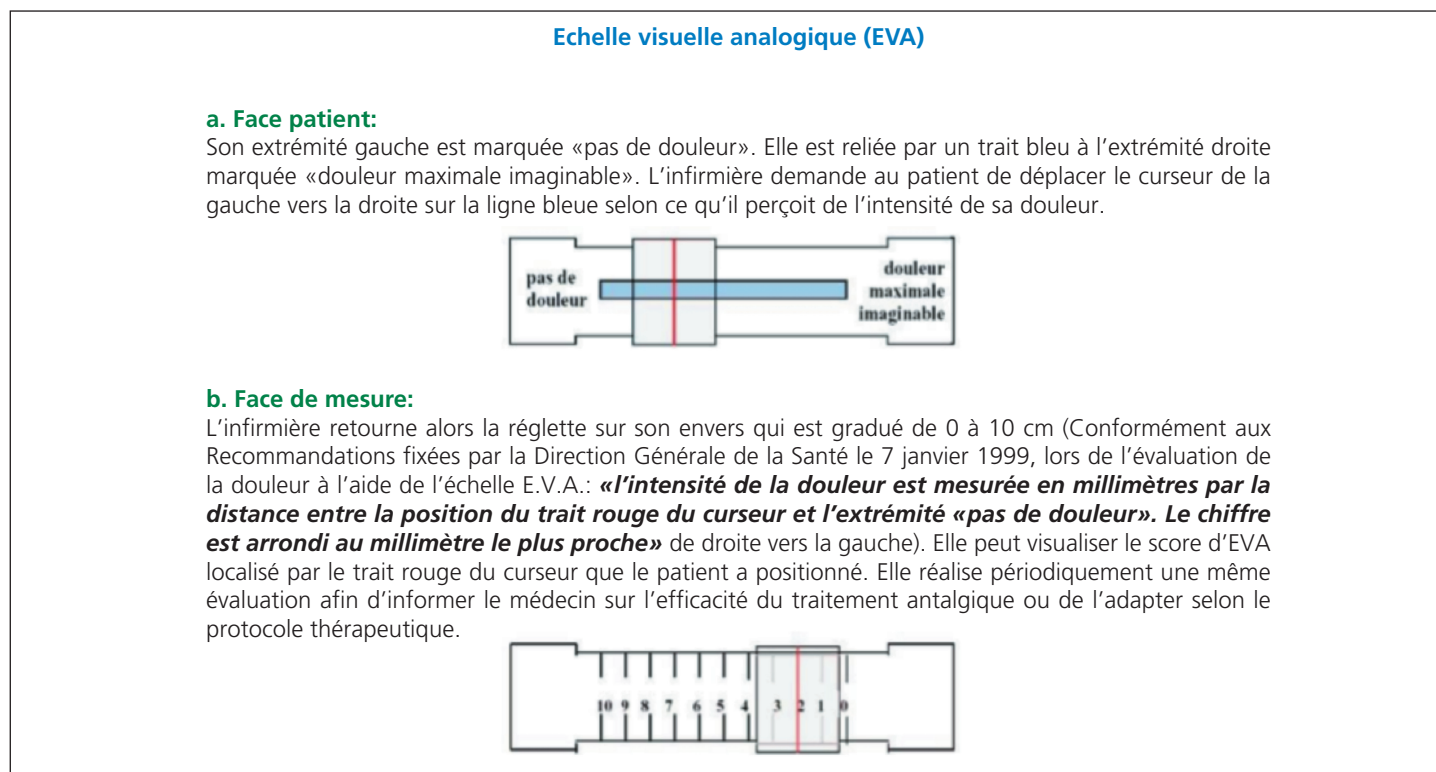 Echelle visuelle analogique (EVA)
a. Face patient:
Son extrémité gauche est marquée «pas de douleur». Elle est reliée par un trait bleu à l’extrémité droite
marquée «douleur maximale imaginable». L’infirmière demande au patient de déplacer le curseur de la
gauche vers la droite sur la ligne bleue selon ce qu’il perçoit de l’intensité de sa douleur.
pas de
douleur
douleur
maximale
imaginable
b. Face de mesure:
L’infirmière retourne alors la réglette sur son envers qui est gradué de 0 à 10 cm (Conformément aux
Recommandations fixées par la Direction Générale de la Santé le 7 janvier 1999, lors de l’évaluation de
la douleur à l’aide de l’échelle E.V.A.: «l’intensité de la douleur est mesurée en millimètres par la
distance entre la position du trait rouge du curseur et l’extrémité «pas de douleur». Le chiffre
est arrondi au millimètre le plus proche» de droite vers la gauche). Elle peut visualiser le score d’EVA
localisé par le trait rouge du curseur que le patient a positionné. Elle réalise périodiquement une même
évaluation afin d’informer le médecin sur l’efficacité du traitement antalgique ou de l’adapter selon le
protocole thérapeutique.
10 9 8 7 6 5 4 3 2 1 0